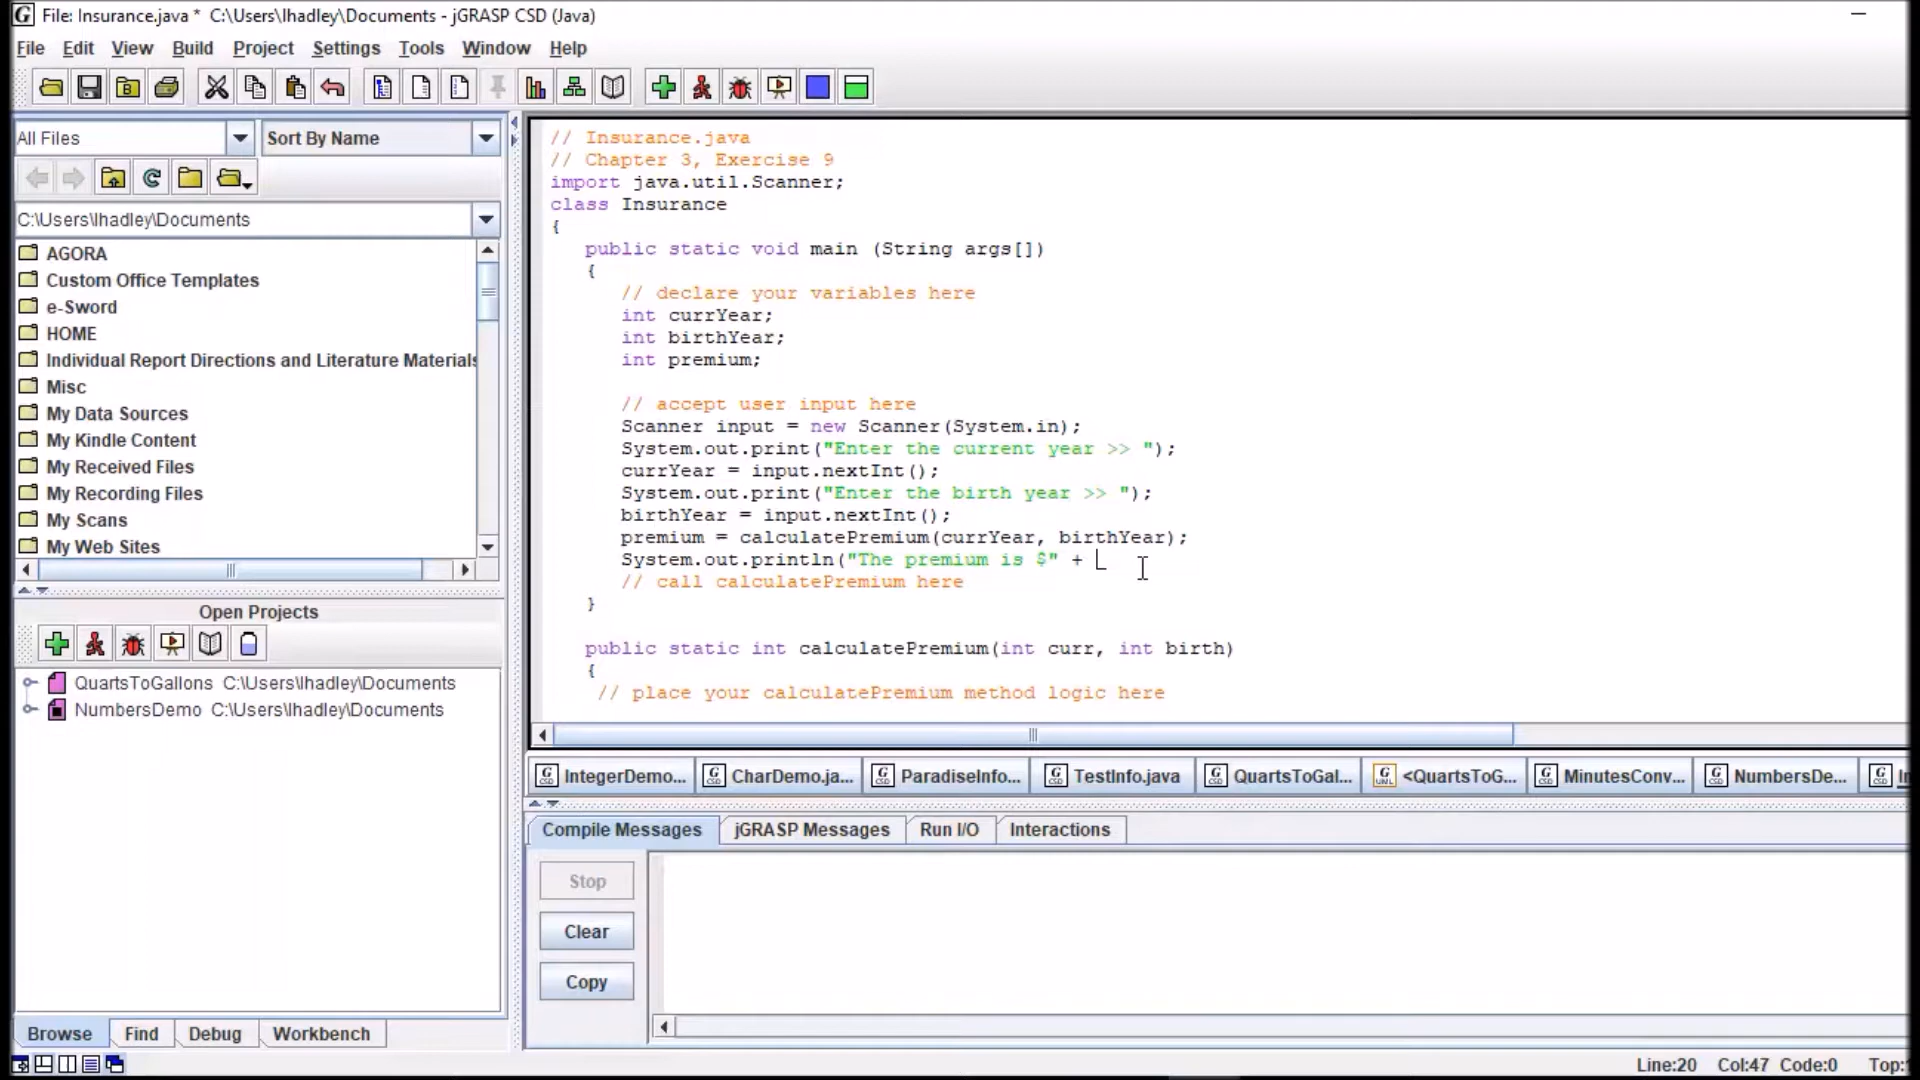 File: Insurance.java * C:\Users\lhadley\Documents - jGRASP CSD (Java)
File Edit View Build Project Settings Tools Window Help
All Files
Sort By Name
C:\Users\lhadley\Documents
AGORA
Custom Office Templates
e-Sword
HOME
Individual Report Directions and Literature Materials
Misc
My Data Sources
My Kindle Content
My Received Files
My Recording Files
My Scans
My Web Sites
Open Projects
QuartsToGallons C:\Users\lhadley\Documents
NumbersDemo C:\Users\lhadley\Documents
Browse Find Debug Workbench
// Insurance.java
// Chapter 3, Exercise 9
import java.util.Scanner;
class Insurance
{
public static void main (String args[])
{
// declare your variables here
int currYear;
int birthYear;
int premium;
// accept user input here
Scanner input = new Scanner(System.in);
System.out.print("Enter the current year >> ");
currYear = input.nextInt();
System.out.print("Enter the birth year >> ");
birthYear = input.nextInt();
premium = calculatePremium(currYear, birthYear);
System.out.println("The premium is $" +
// call calculatePremium here
}
public static int calculatePremium(int curr, int birth)
{
// place your calculatePremium method logic here
IntegerDemo... CharDemo.ja... ParadiseInfo... TestInfo.java QuartsToGal... <QuartsToG... MinutesConv... NumbersDe...
Compile Messages jGRASP Messages Run I/O Interactions
Stop
Clear
Copy
Line:20 Col:47 Code:0 Top: